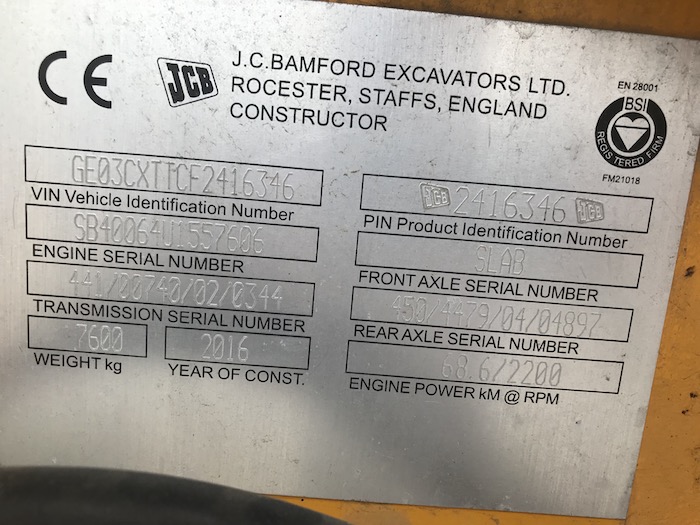 CE
JCB
J.C.BAMFORD EXCAVATORS LTD.
ROCESTER, STAFFS, ENGLAND
CONSTRUCTOR
EN 28001
BSI
REGISTERED FIRM
FM21018
GE03CXTTCF2416346
VIN Vehicle Identification Number
SB40064U1557606
ENGINE SERIAL NUMBER
441/00740/02/0344
TRANSMISSION SERIAL NUMBER
7600
WEIGHT kg
2016
YEAR OF CONST.
JCB 2416346 JCB
PIN Product Identification Number
SLAB
FRONT AXLE SERIAL NUMBER
450/4479/04/04897
REAR AXLE SERIAL NUMBER
68.6/2200
ENGINE POWER kM @ RPM